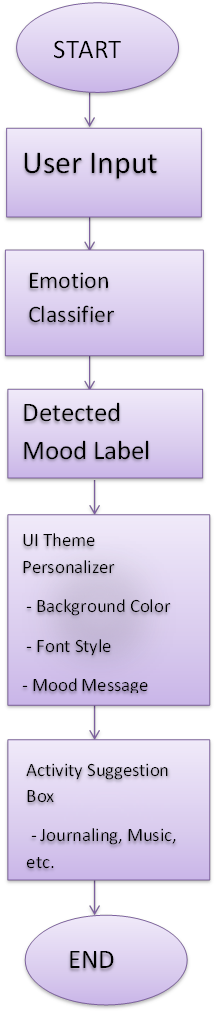 START
User Input
Emotion
Classifier
Detected
Mood Label
UI Theme
Personalizer
- Background Color
- Font Style
- Mood Message
Activity Suggestion
Box
- Journaling, Music,
etc.
END